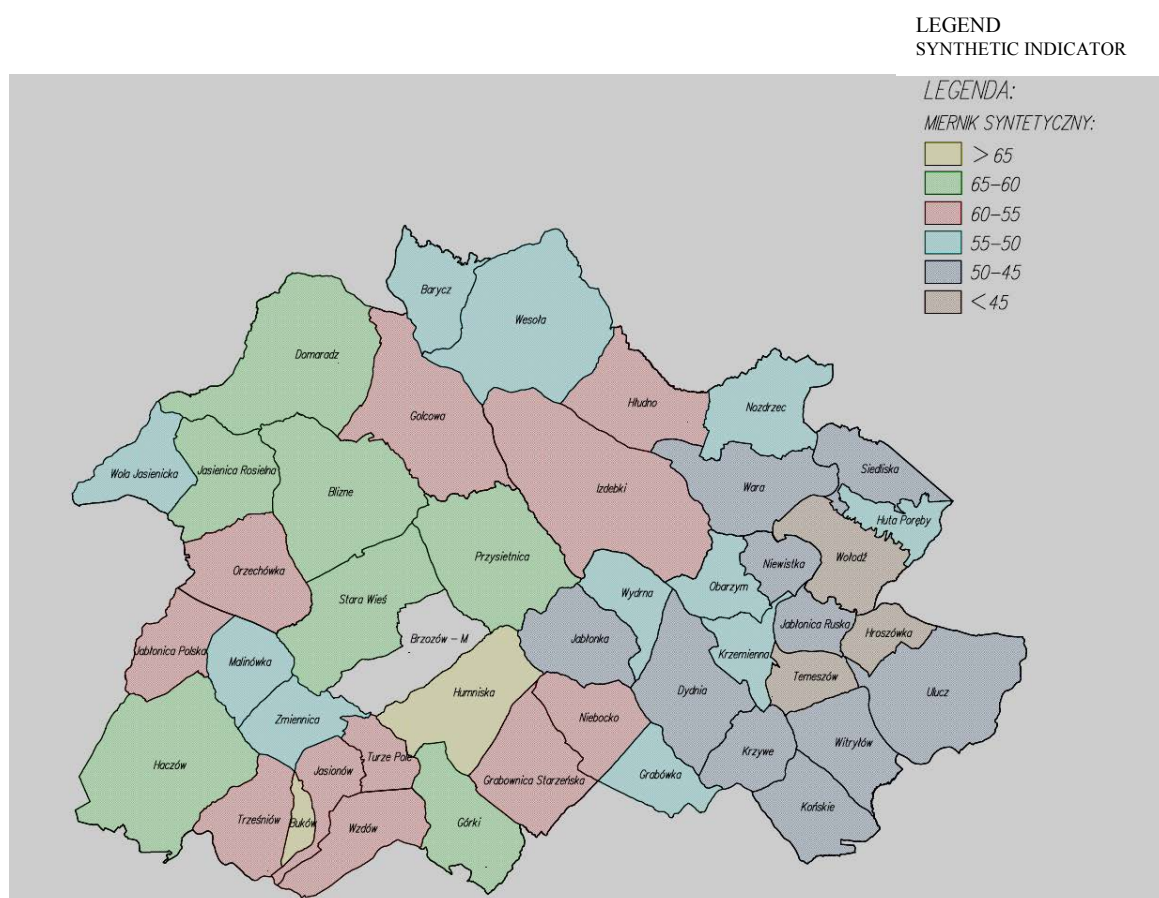 LEGEND
SYNTHETIC INDICATOR
LEGENDA:
MIERNIK SYNTETYCZNY:
> 65
65–60
60–55
55–50
50–45
< 45
Barycz
Wesoła
Domaradz
Golcowa
Hłudno
Nozdrzec
Wola Jasienicka
Jasienica Rosielna
Blizne
Izdebki
Wara
Siedliska
Huta Poręby
Orzechówka
Przysietnica
Wołodź
Niewistka
Obarzym
Wydrna
Stara Wieś
Brzozów – M
Jabłonka
Jabłonica Ruska
Hroszówka
Jabłonica Polska
Malinówka
Krzemienna
Temeszów
Humniska
Dydnia
Ulucz
Zmiennica
Niebocko
Witryłów
Krzywe
Haczów
Jasionów
Turze Pole
Grabownica Starzeńska
Grabówka
Końskie
Trześniów
Buków
Wzdów
Górki